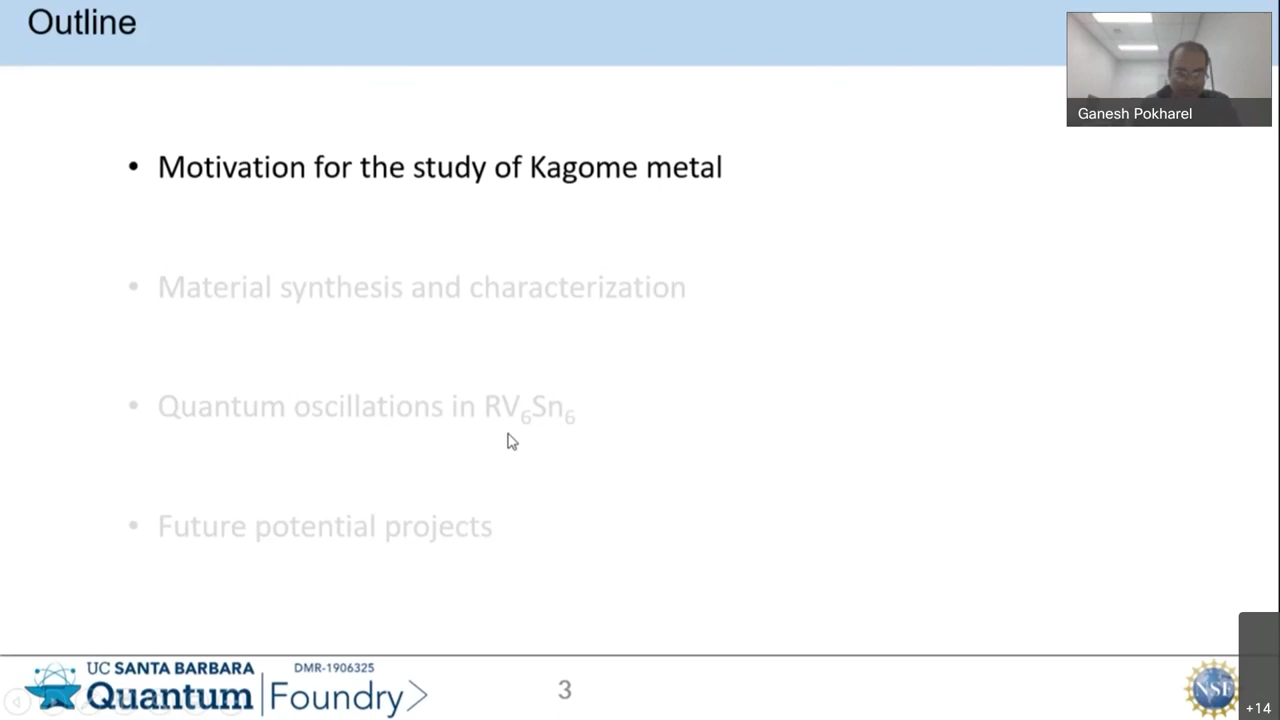 Outline
Ganesh Pokharel
• Motivation for the study of Kagome metal
• Material synthesis and characterization
• Quantum oscillations in RV₆Sn₆
• Future potential projects
UC SANTA BARBARA
DMR-1906325
Quantum Foundry
3
NSF
+14